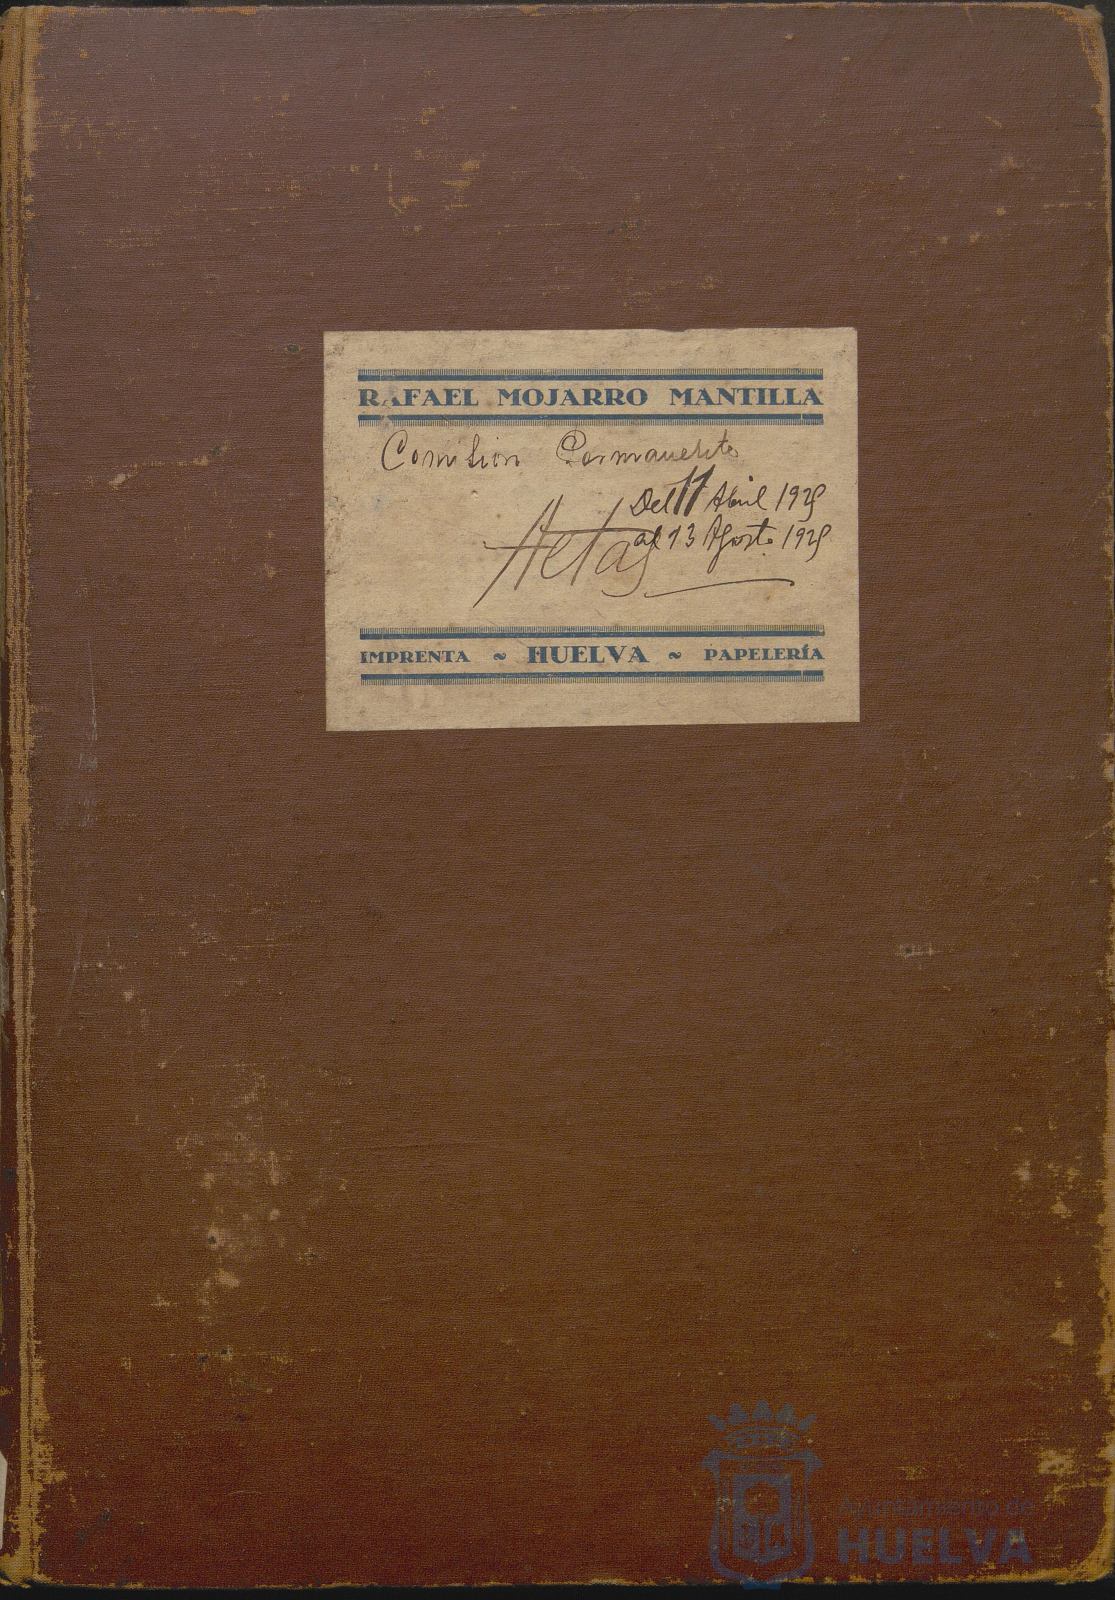 RAFAEL MOJARRO MANTILLA
Comision Permanente
Del 17 Abril 1929
al 13 Agosto 1929
Actas
IMPRENTA ~ HUELVA ~ PAPELERÍA
Ayuntamiento de
HUELVA